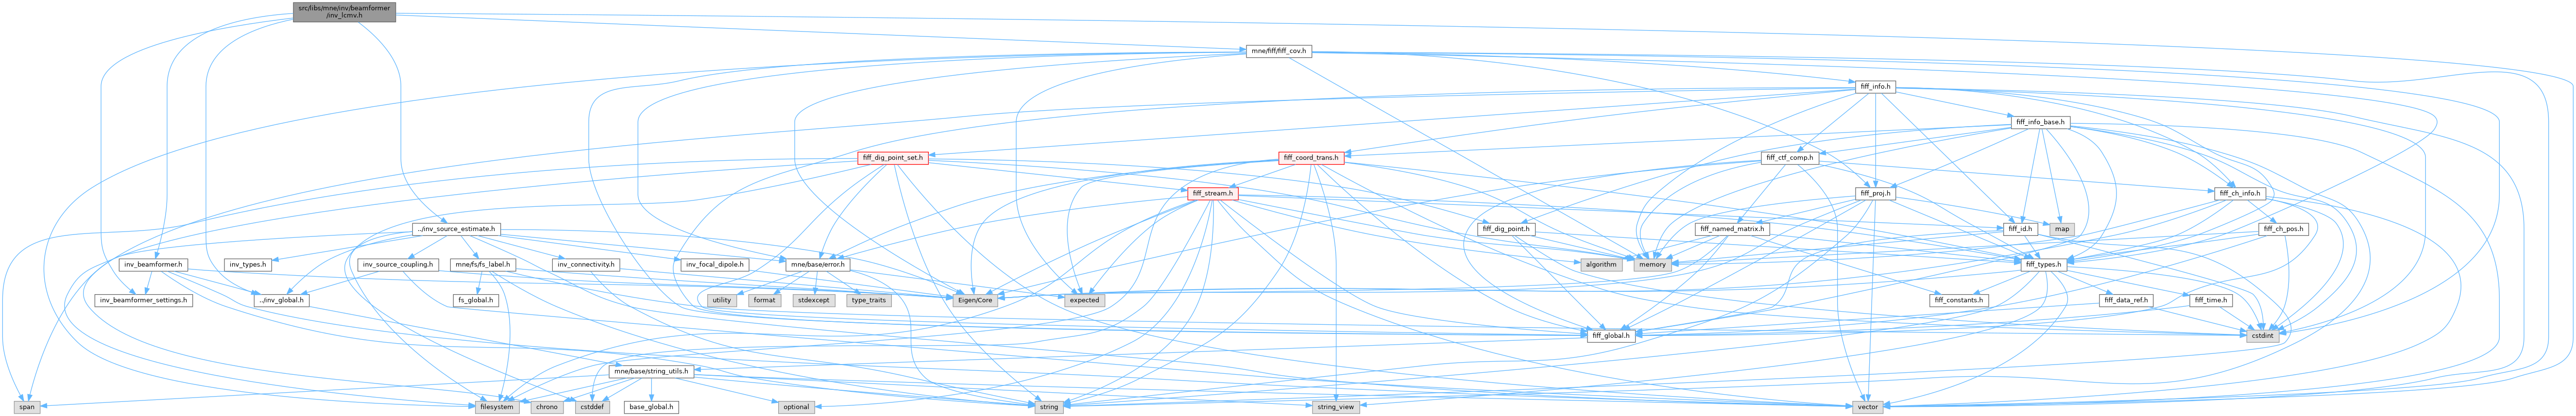 src/libs/mne/inv/beamformer
/inv_lcmv.h
mne/fiff/fiff_cov.h
fiff_info.h
fiff_info_base.h
fiff_dig_point_set.h
fiff_coord_trans.h
fiff_ctf_comp.h
fiff_stream.h
fiff_proj.h
fiff_ch_info.h
../inv_source_estimate.h
fiff_dig_point.h
fiff_named_matrix.h
fiff_id.h
map
fiff_ch_pos.h
inv_beamformer.h
inv_types.h
inv_source_coupling.h
mne/fs/fs_label.h
inv_connectivity.h
inv_focal_dipole.h
mne/base/error.h
algorithm
memory
fiff_types.h
inv_beamformer_settings.h
../inv_global.h
fs_global.h
utility
format
stdexcept
type_traits
Eigen/Core
expected
fiff_constants.h
fiff_data_ref.h
fiff_time.h
fiff_global.h
cstdint
mne/base/string_utils.h
span
filesystem
chrono
cstddef
base_global.h
optional
string_view
string
vector